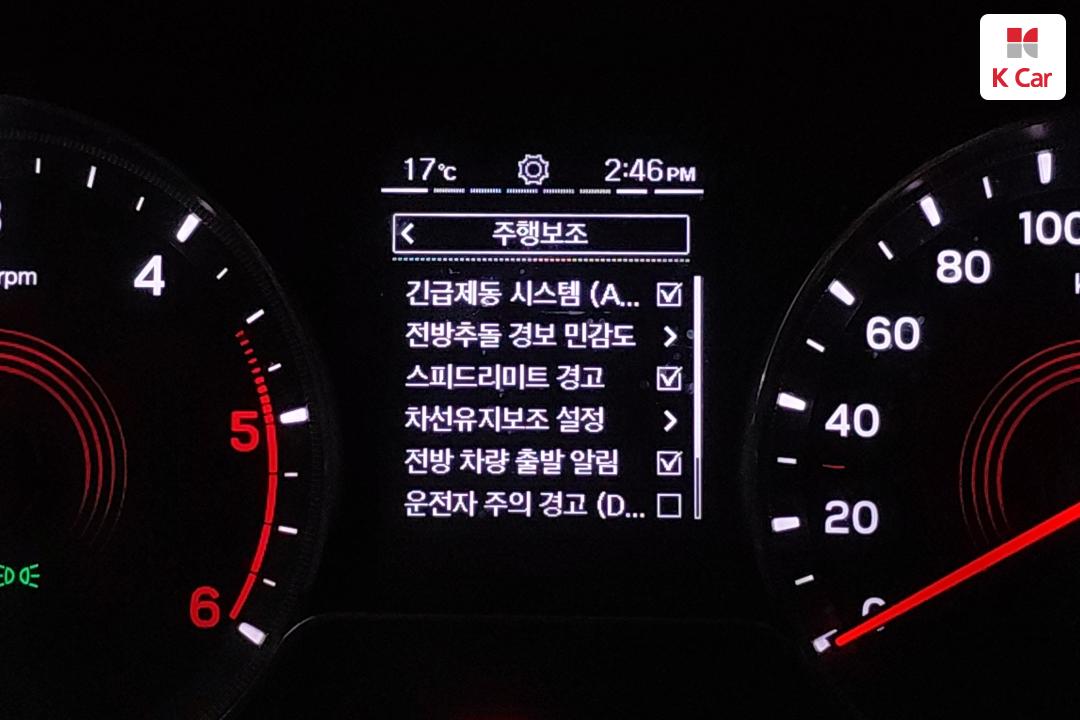 K Car
17℃
2:46PM
주행보조
긴급제동 시스템 (A...
전방추돌 경보 민감도
스피드리미트 경고
차선유지보조 설정
전방 차량 출발 알림
운전자 주의 경고 (D...
rpm
4
5
6
100
80
60
40
20
0